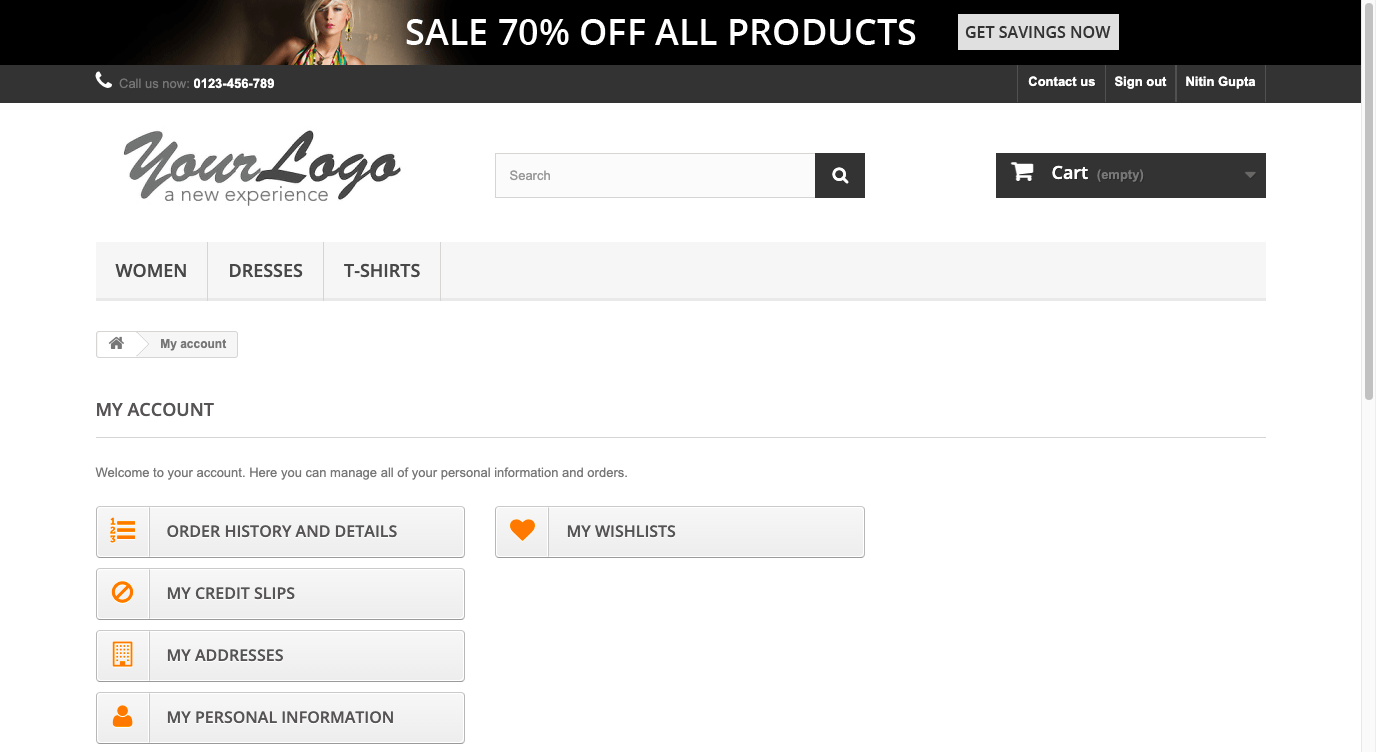 SALE 70% OFF ALL PRODUCTS GET SAVINGS NOW
Call us now: 0123-456-789 Contact us Sign out Nitin Gupta
Your Logo
a new experience
Search
Cart (empty)
WOMEN DRESSES T-SHIRTS
My account
MY ACCOUNT
Welcome to your account. Here you can manage all of your personal information and orders.
1 2 3 ORDER HISTORY AND DETAILS
MY WISHLISTS
MY CREDIT SLIPS
MY ADDRESSES
MY PERSONAL INFORMATION